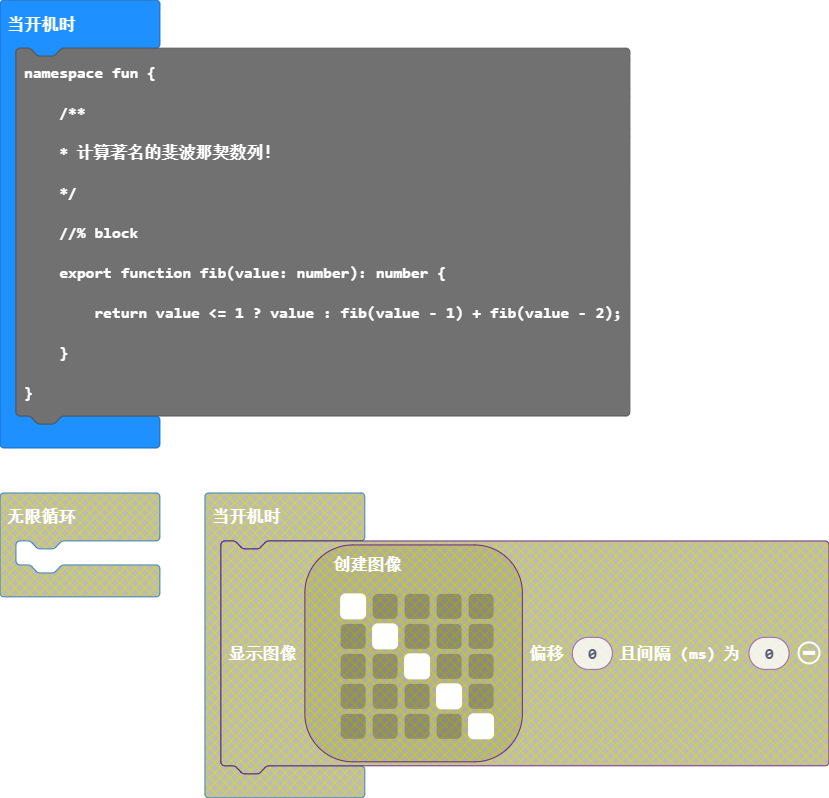 当开机时
namespace fun {
/**
* 计算著名的斐波那契数列!
*/
//% block
export function fib(value: number): number {
return value <= 1 ? value : fib(value - 1) + fib(value - 2);
}
}
无限循环
当开机时
创建图像
显示图像 偏移 0 且间隔 (ms) 为 0